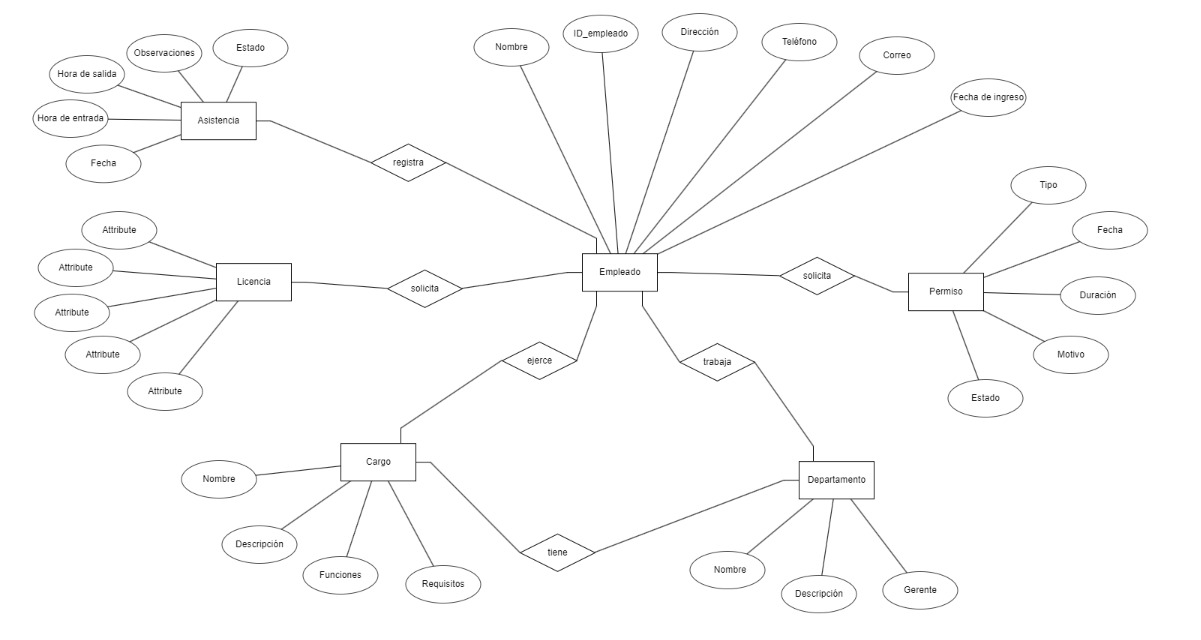 Nombre
ID_empleado
Dirección
Teléfono
Correo
Fecha de ingreso
Observaciones
Estado
Hora de salida
Hora de entrada
Fecha
Asistencia
registra
Attribute
Attribute
Attribute
Attribute
Attribute
Licencia
solicita
Empleado
solicita
Permiso
Tipo
Fecha
Duración
Motivo
Estado
ejerce
trabaja
Cargo
Nombre
Descripción
Funciones
Requisitos
tiene
Departamento
Nombre
Descripción
Gerente